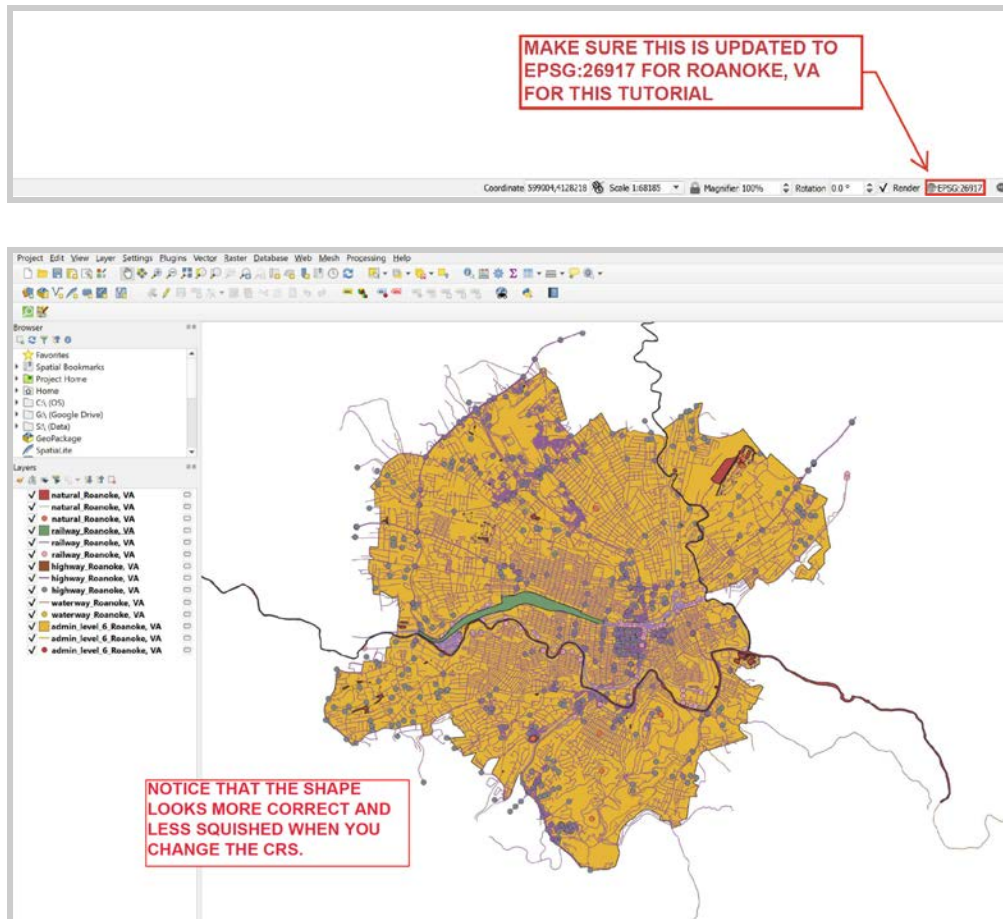 MAKE SURE THIS IS UPDATED TO
EPSG:26917 FOR ROANOKE, VA
FOR THIS TUTORIAL
Coordinate 599004,4128218 Scale 1:68185 Magnifier 100% Rotation 0.0 ° Render EPSG:26917
Project Edit View Layer Settings Plugins Vector Raster Database Web Mesh Processing Help
Browser
Favorites
Spatial Bookmarks
Project Home
Home
C:\ (OS)
G:\ (Google Drive)
S:\ (Data)
GeoPackage
SpatiaLite
Layers
natural_Roanoke, VA
natural_Roanoke, VA
natural_Roanoke, VA
railway_Roanoke, VA
railway_Roanoke, VA
railway_Roanoke, VA
highway_Roanoke, VA
highway_Roanoke, VA
highway_Roanoke, VA
waterway_Roanoke, VA
waterway_Roanoke, VA
admin_level_6_Roanoke, VA
admin_level_6_Roanoke, VA
admin_level_6_Roanoke, VA
NOTICE THAT THE SHAPE
LOOKS MORE CORRECT AND
LESS SQUISHED WHEN YOU
CHANGE THE CRS.